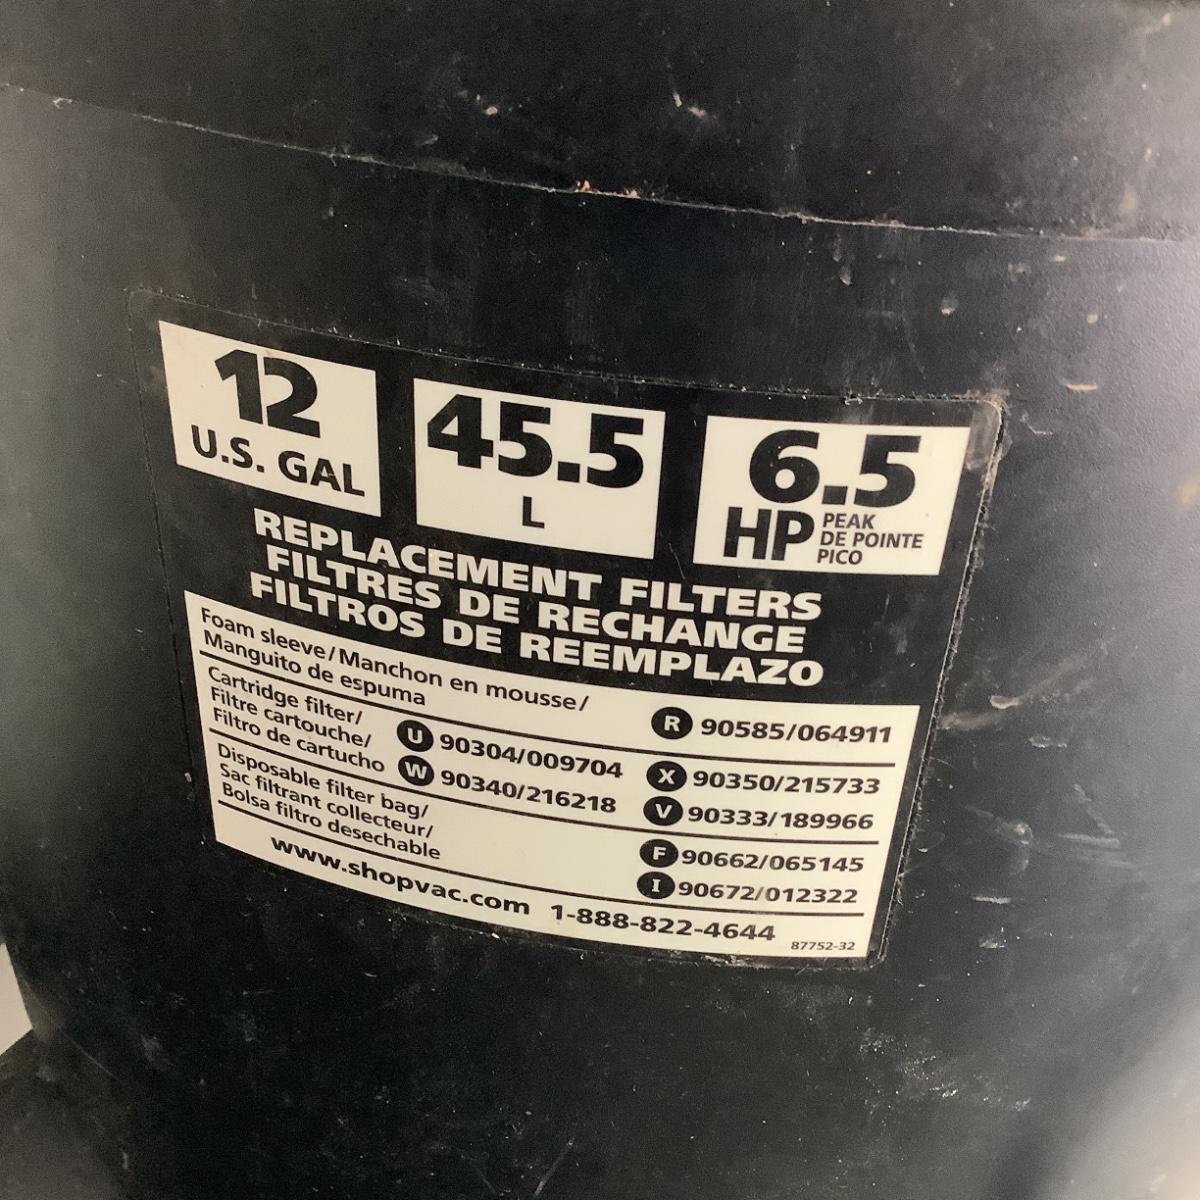 12
U.S. GAL
45.5
L
6.5
HP PEAK
DE POINTE
PICO
REPLACEMENT FILTERS
FILTRES DE RECHANGE
FILTROS DE REEMPLAZO
Foam sleeve/Manchon en mousse/
Manguito de espuma
R 90585/064911
Cartridge filter/
Filtre cartouche/
Filtro de cartucho
U 90304/009704
X 90350/215733
W 90340/216218
V 90333/189966
Disposable filter bag/
Sac filtrant collecteur/
Bolsa filtro desechable
F 90662/065145
I 90672/012322
www.shopvac.com 1-888-822-4644
87752-32